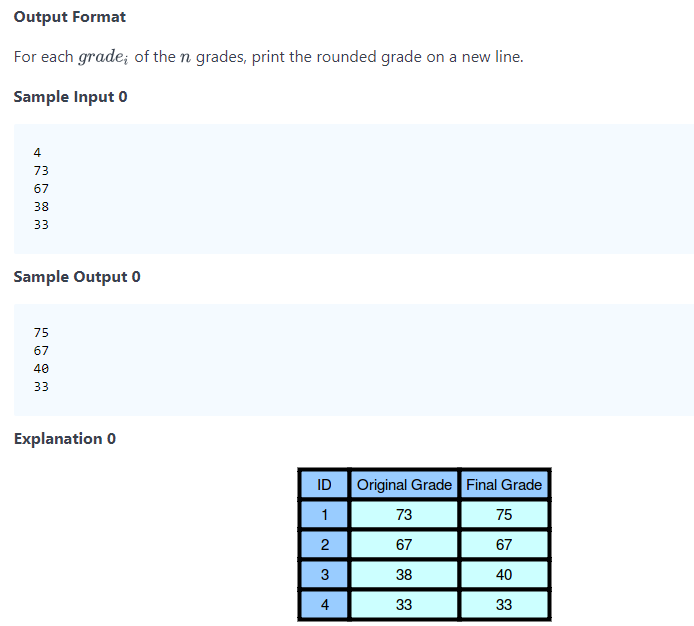 Output Format
For each grade_i of the n grades, print the rounded grade on a new line.
Sample Input 0
4
73
67
38
33
Sample Output 0
75
67
40
33
Explanation 0
ID Original Grade Final Grade
1 73 75
2 67 67
3 38 40
4 33 33